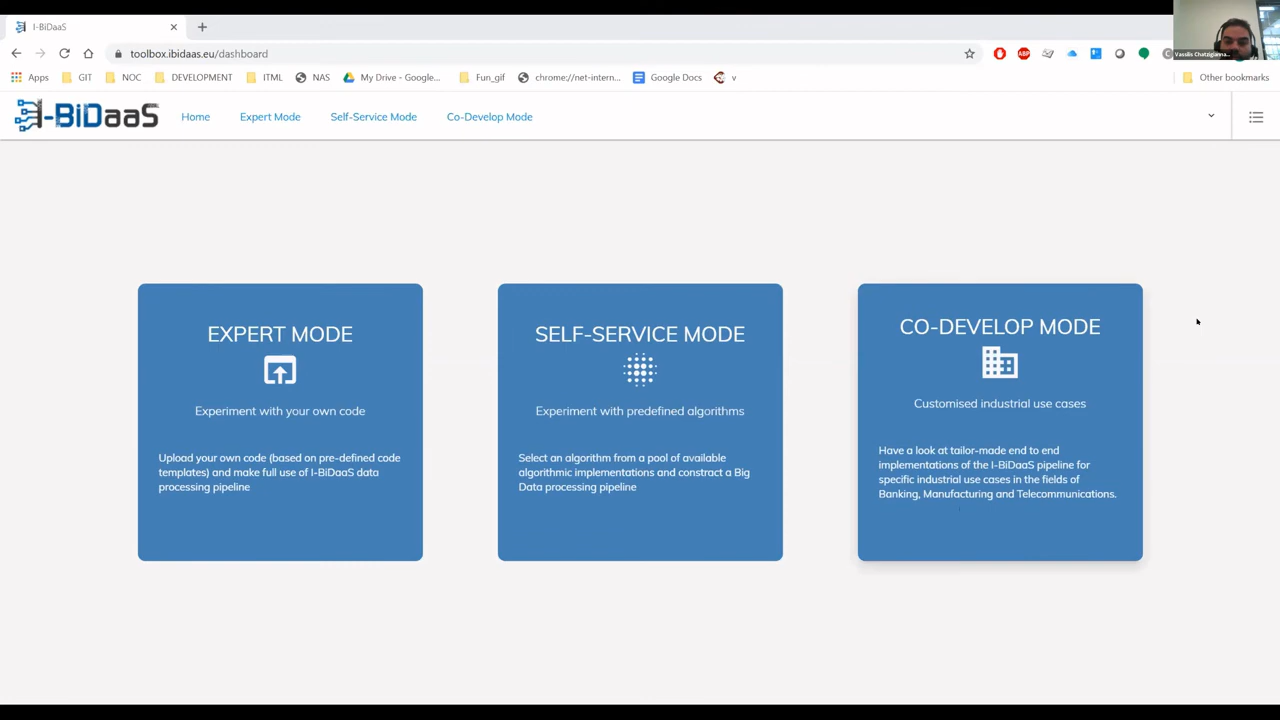 I-BiDaaS
toolbox.ibidaas.eu/dashboard
ABP
Vassilis Chatzigianna...
Apps
GIT
NOC
DEVELOPMENT
ITML
NAS
My Drive - Google...
Fun_gif
chrome://net-intern...
Google Docs
v
Other bookmarks
I-BiDaaS
Home
Expert Mode
Self-Service Mode
Co-Develop Mode
EXPERT MODE
Experiment with your own code
Upload your own code (based on pre-defined code
templates) and make full use of I-BiDaaS data
processing pipeline
SELF-SERVICE MODE
Experiment with predefined algorithms
Select an algorithm from a pool of available
algorithmic implementations and constract a Big
Data processing pipeline
CO-DEVELOP MODE
Customised industrial use cases
Have a look at tailor-made end to end
implementations of the I-BiDaaS pipeline for
specific industrial use cases in the fields of
Banking, Manufacturing and Telecommunications.